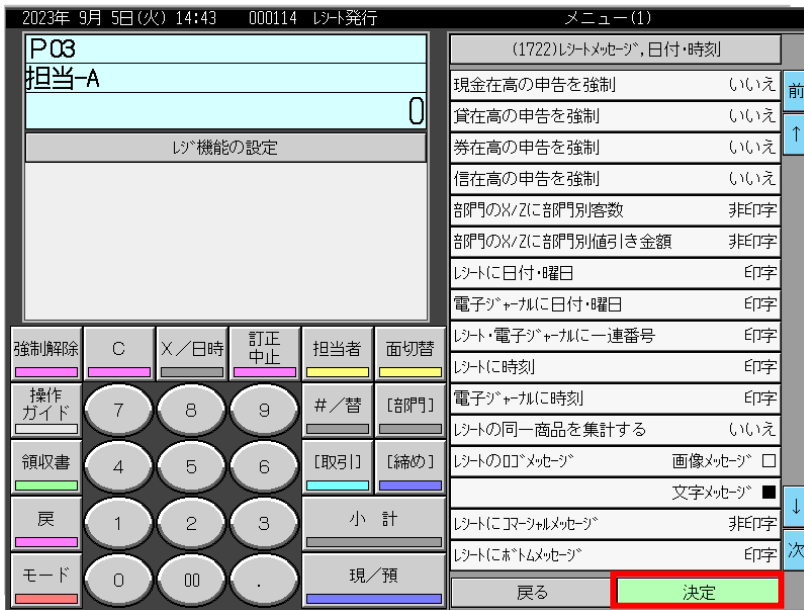 2023年 9月 5日(火) 14:43 000114 ﾚｼｰﾄ発行
メニュー(1)
P03
担当-A
0
ﾚｼﾞ機能の設定
(1722)ﾚｼｰﾄﾒｯｾｰｼﾞ,日付・時刻
現金在高の申告を強制 いいえ
貸在高の申告を強制 いいえ
券在高の申告を強制 いいえ
信在高の申告を強制 いいえ
部門のX/Zに部門別客数 非印字
部門のX/Zに部門別値引き金額 非印字
ﾚｼｰﾄに日付・曜日 印字
電子ｼﾞｬｰﾅﾙに日付・曜日 印字
ﾚｼｰﾄ・電子ｼﾞｬｰﾅﾙに一連番号 印字
ﾚｼｰﾄに時刻 印字
電子ｼﾞｬｰﾅﾙに時刻 印字
ﾚｼｰﾄの同一商品を集計する いいえ
ﾚｼｰﾄのﾛｺﾞﾒｯｾｰｼﾞ 画像ﾒｯｾｰｼﾞ □
文字ﾒｯｾｰｼﾞ ■
ﾚｼｰﾄにｺﾏｰｼｬﾙﾒｯｾｰｼﾞ 非印字
ﾚｼｰﾄにﾎﾞﾄﾑﾒｯｾｰｼﾞ 印字
戻る 決定
前
↑
↓
次
強制解除 C X/日時 訂正
中止
担当者 面切替
操作
ガイド
7 8 9 #/替 [部門]
領収書 4 5 6 [取引] [締め]
戻 1 2 3 小 計
モード 0 00 . 現/預